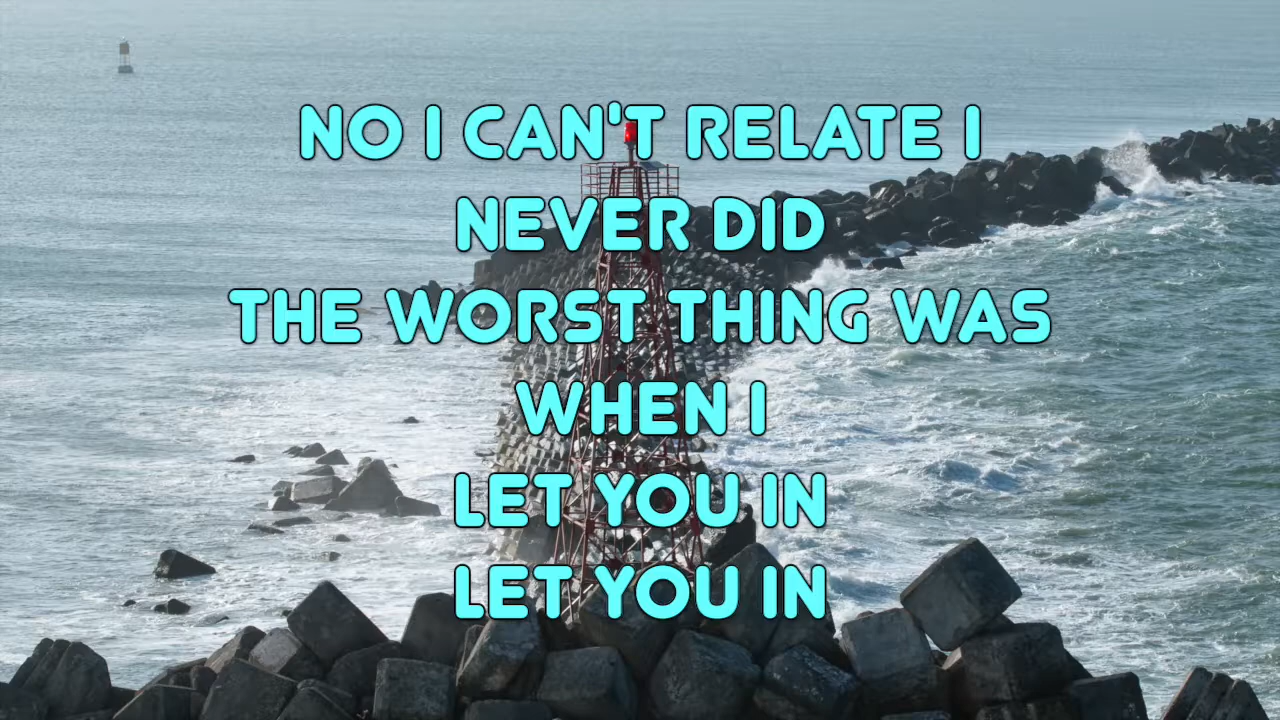 NO I CAN'T RELATE I
NEVER DID
THE WORST THING WAS
WHEN I
LET YOU IN
LET YOU IN